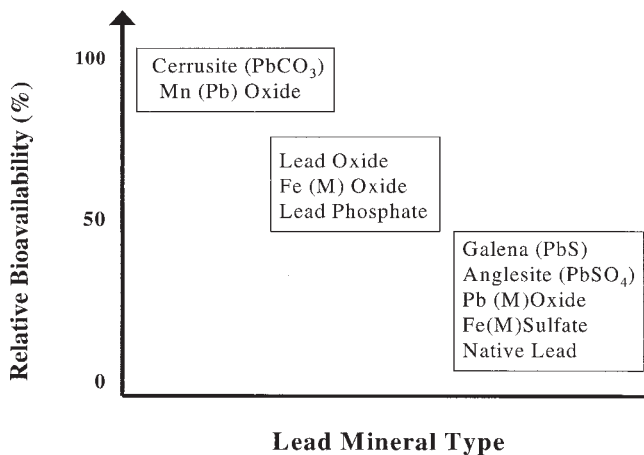 100
Cerrusite (PbCO₃)
Mn (Pb) Oxide
Lead Oxide
Fe (M) Oxide
Lead Phosphate
50
Galena (PbS)
Anglesite (PbSO₄)
Pb (M)Oxide
Fe(M)Sulfate
Native Lead
0
Relative Bioavailability (%)
Lead Mineral Type